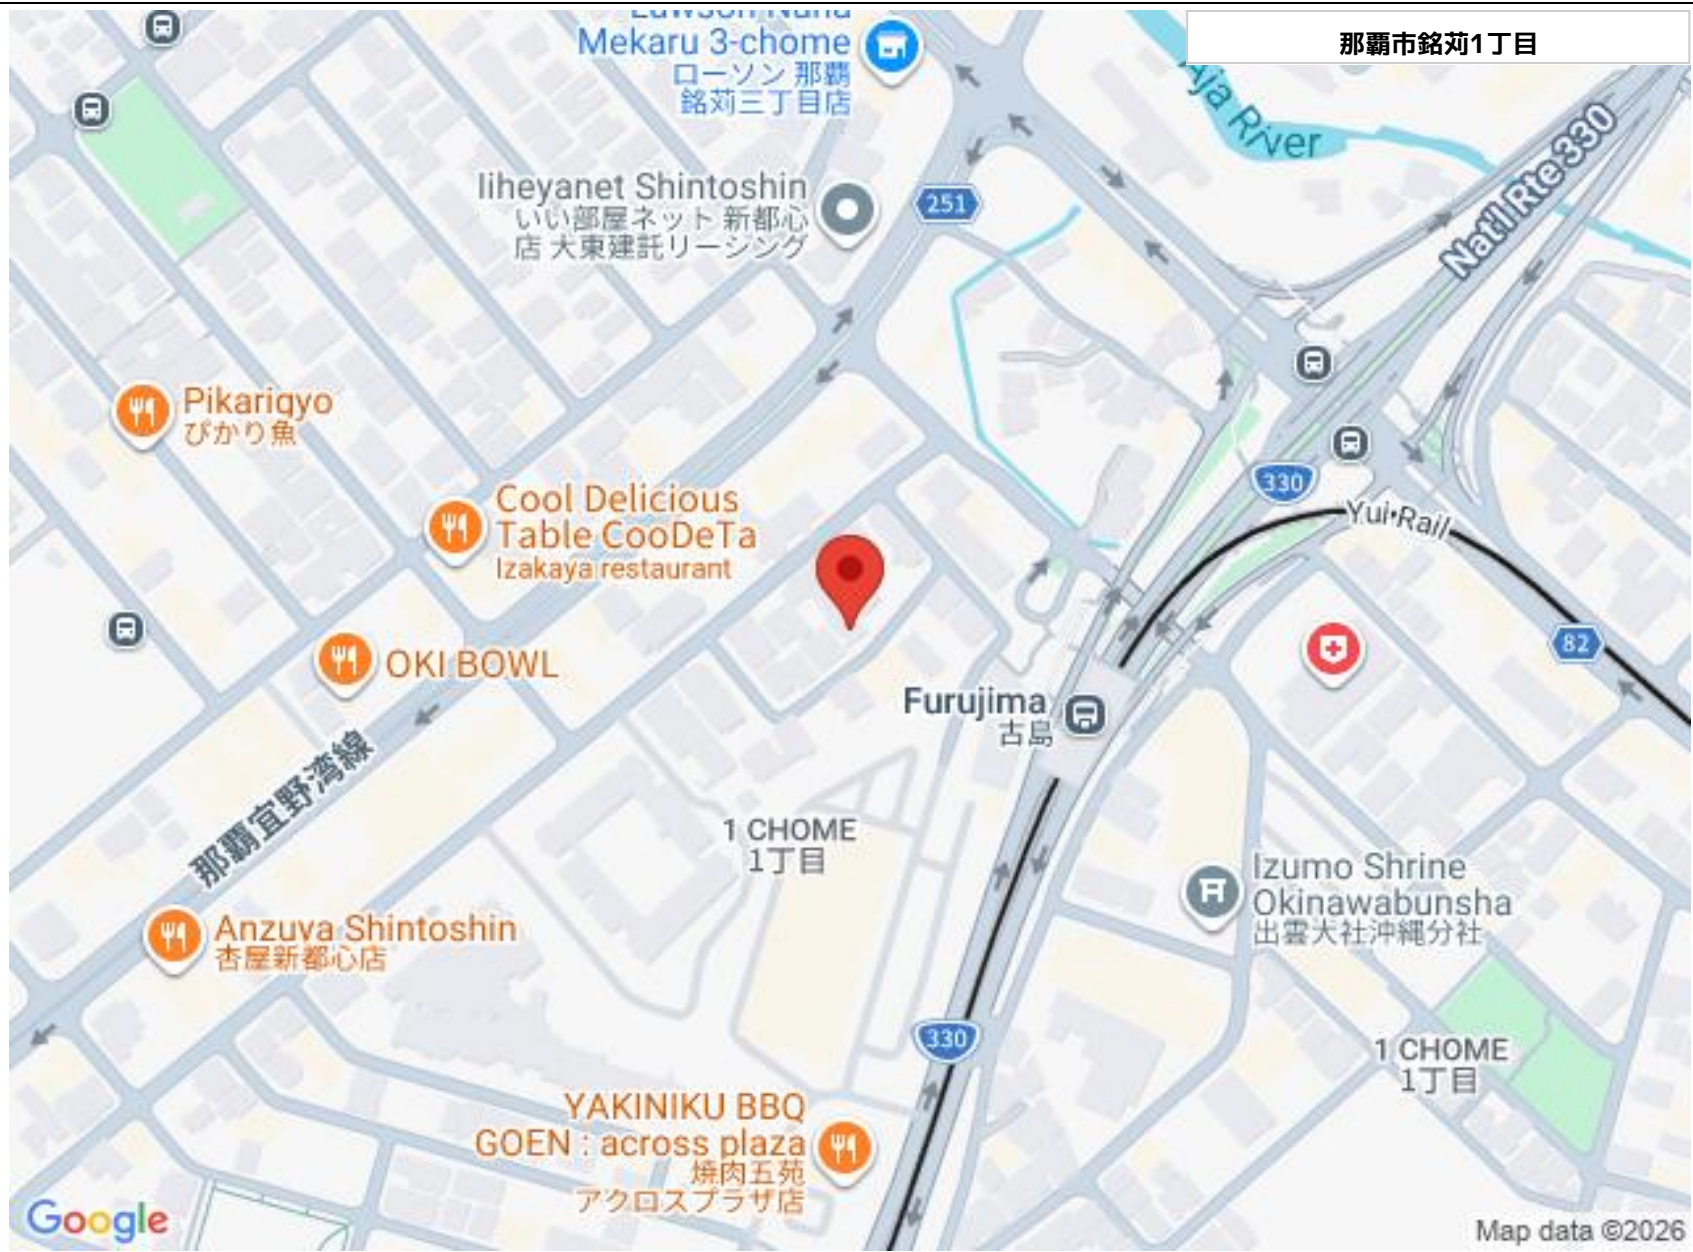 那覇市銘苅1丁目
Lawson Naha
Mekaru 3-chome
ローソン 那覇
銘苅三丁目店
Aja River
Nat'l Rte 330
Iiheyanet Shintoshin
いい部屋ネット 新都心
店 大東建託リーシング
251
Pikarigyo
ぴかり魚
330
Yui-Rail
Cool Delicious
Table CooDeTa
Izakaya restaurant
82
OKI BOWL
Furujima
古島
那覇宜野湾線
1 CHOME
1丁目
Izumo Shrine
Okinawabunsha
出雲大社沖縄分社
Anzuya Shintoshin
杏屋新都心店
330
1 CHOME
1丁目
YAKINIKU BBQ
GOEN : across plaza
焼肉五苑
アクロスプラザ店
Google
Map data ©2026